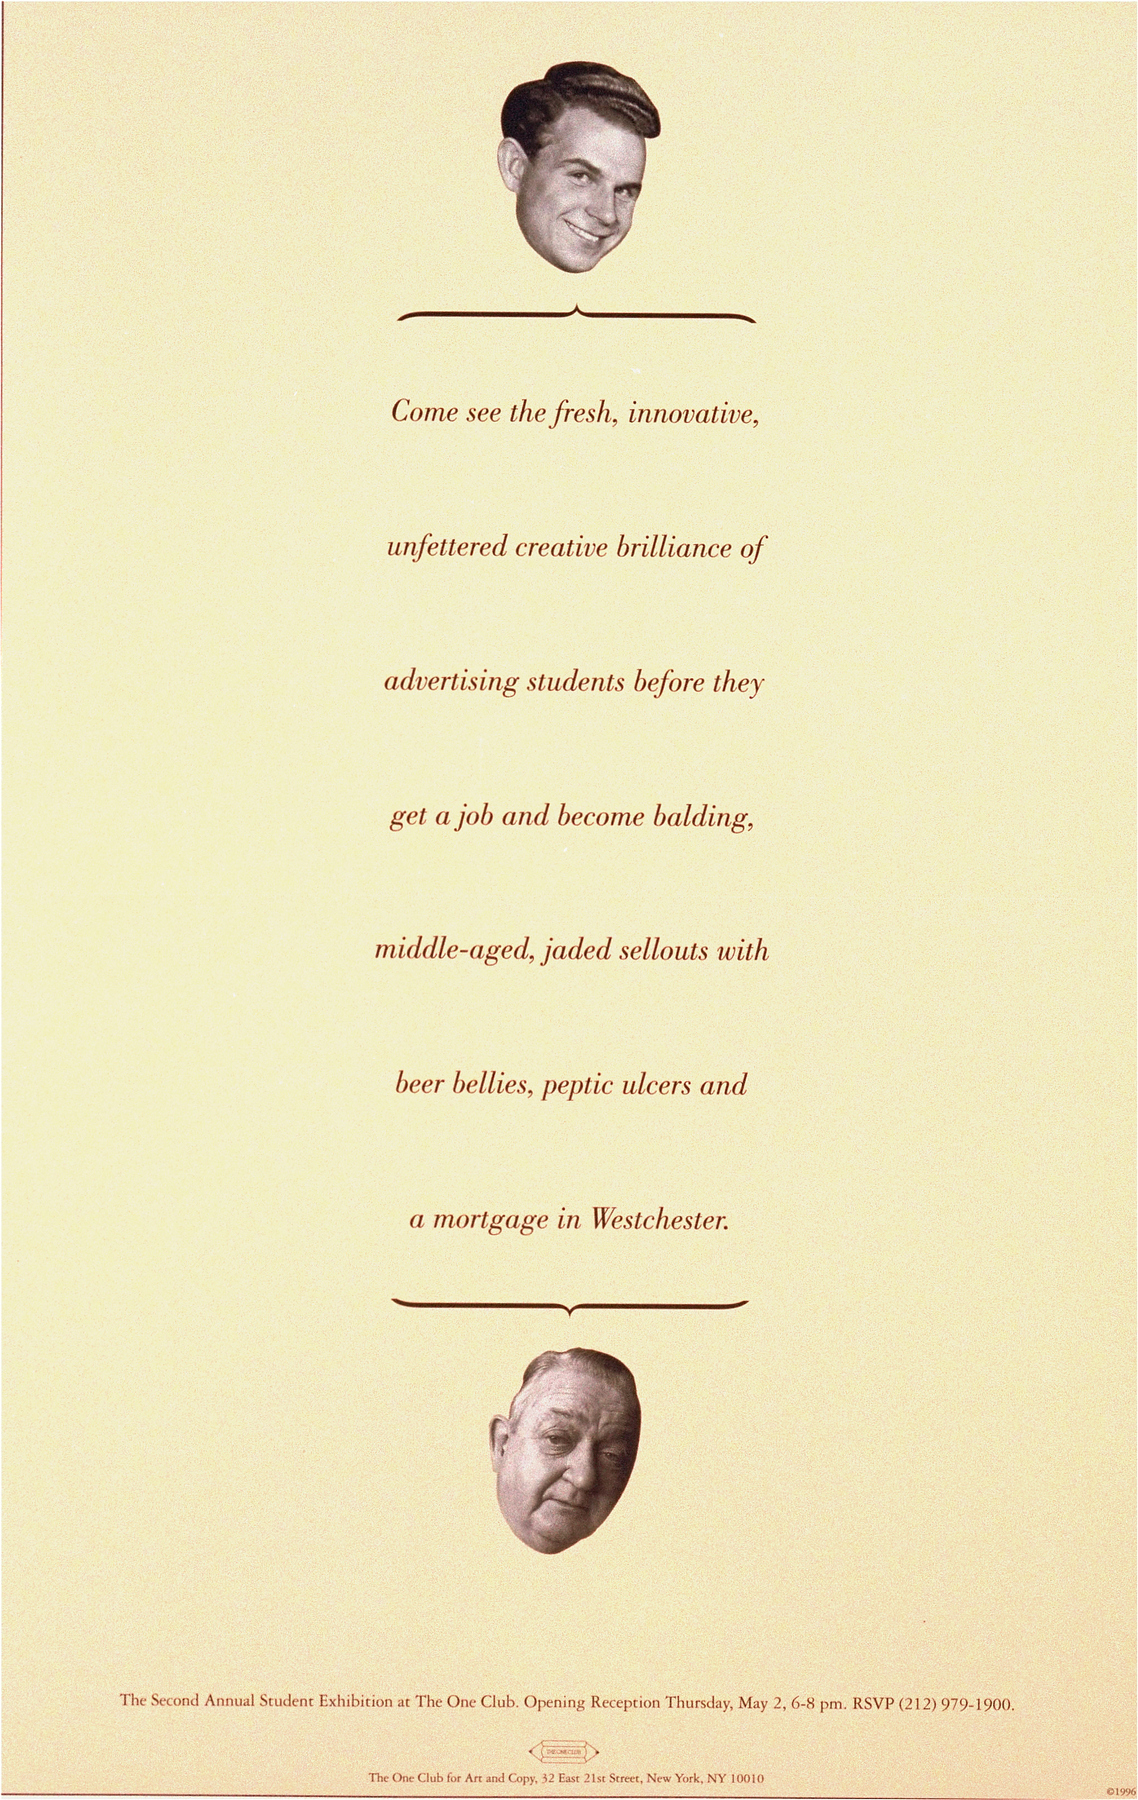 Come see the fresh, innovative,
unfettered creative brilliance of
advertising students before they
get a job and become balding,
middle-aged, jaded sellouts with
beer bellies, peptic ulcers and
a mortgage in Westchester.
The Second Annual Student Exhibition at The One Club. Opening Reception Thursday, May 2, 6-8 pm. RSVP (212) 979-1900.
THE ONE CLUB
The One Club for Art and Copy, 32 East 21st Street, New York, NY 10010
©1996